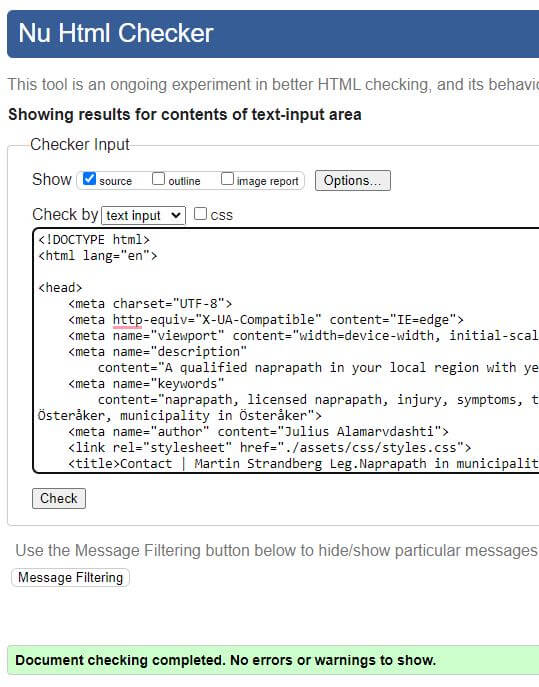 Nu Html Checker
This tool is an ongoing experiment in better HTML checking, and its behavio
Showing results for contents of text-input area
Checker Input
Show source outline image report Options...
Check by text input css
<!DOCTYPE html>
<html lang="en">
<head>
<meta charset="UTF-8">
<meta http-equiv="X-UA-Compatible" content="IE=edge">
<meta name="viewport" content="width=device-width, initial-scal
<meta name="description"
content="A qualified naprapath in your local region with ye
<meta name="keywords"
content="naprapath, licensed naprapath, injury, symptoms, t
Österåker, municipality in Österåker">
<meta name="author" content="Julius Alamarvdashti">
<link rel="stylesheet" href="./assets/css/styles.css">
<title>Contact | Martin Strandberg Leg.Naprapath in municipalit
Check
Use the Message Filtering button below to hide/show particular messages
Message Filtering
Document checking completed. No errors or warnings to show.